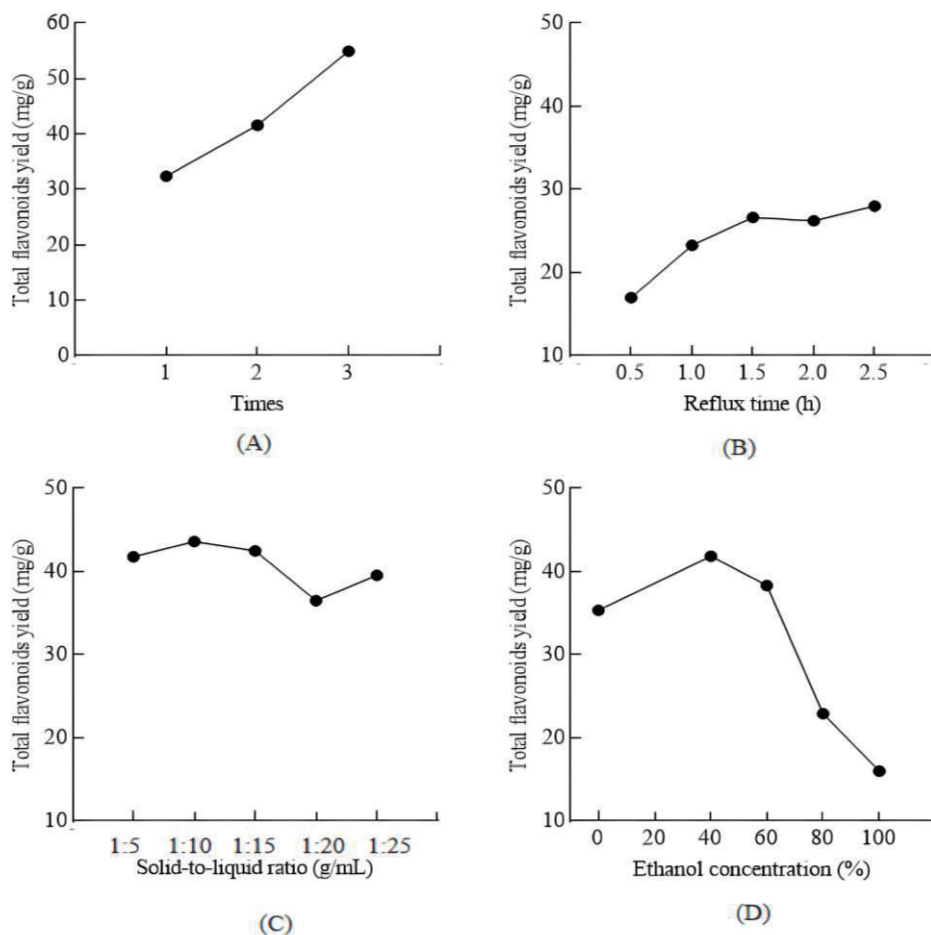 Total flavonoids yield (mg/g)
60
50
40
30
20
10
0
1 2 3
Times
(A)
Total flavonoids yield (mg/g)
50
40
30
20
10
0.5 1.0 1.5 2.0 2.5
Reflux time (h)
(B)
Total flavonoids yield (mg/g)
50
40
30
20
10
1:5 1:10 1:15 1:20 1:25
Solid-to-liquid ratio (g/mL)
(C)
Total flavonoids yield (mg/g)
50
40
30
20
10
0 20 40 60 80 100
Ethanol concentration (%)
(D)